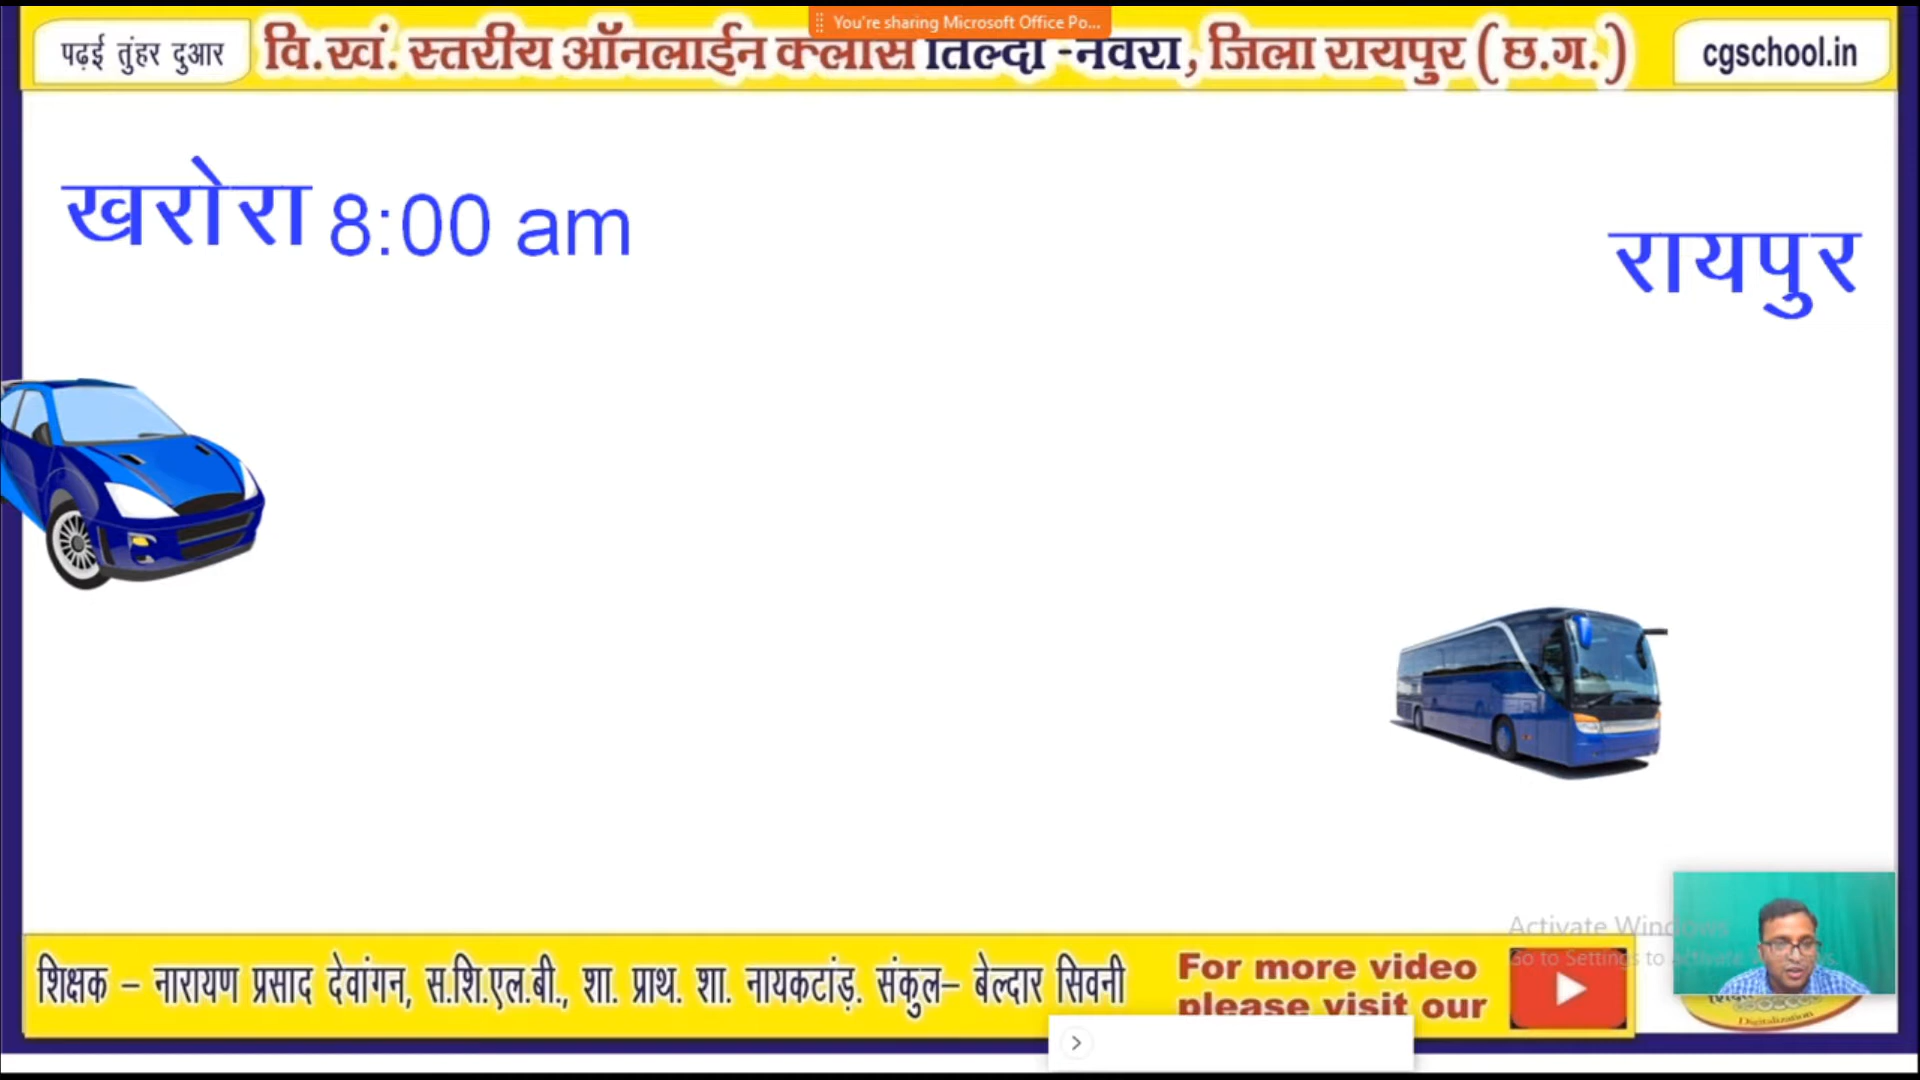 You're sharing Microsoft Office Po...
पढ़ई तुंहर दुआर
वि.खं. स्तरीय ऑनलाईन क्लास तिल्दा -नेवरा, जिला रायपुर (छ.ग.)
cgschool.in
खरोरा 8:00 am
रायपुर
Activate Windows
Go to Settings to activate
शिक्षक – नारायण प्रसाद देवांगन, स.शि.एल.बी., शा. प्राथ. शा. नायकटांड़. संकुल– बेल्दार सिवनी
For more video
please visit our
Digitalization